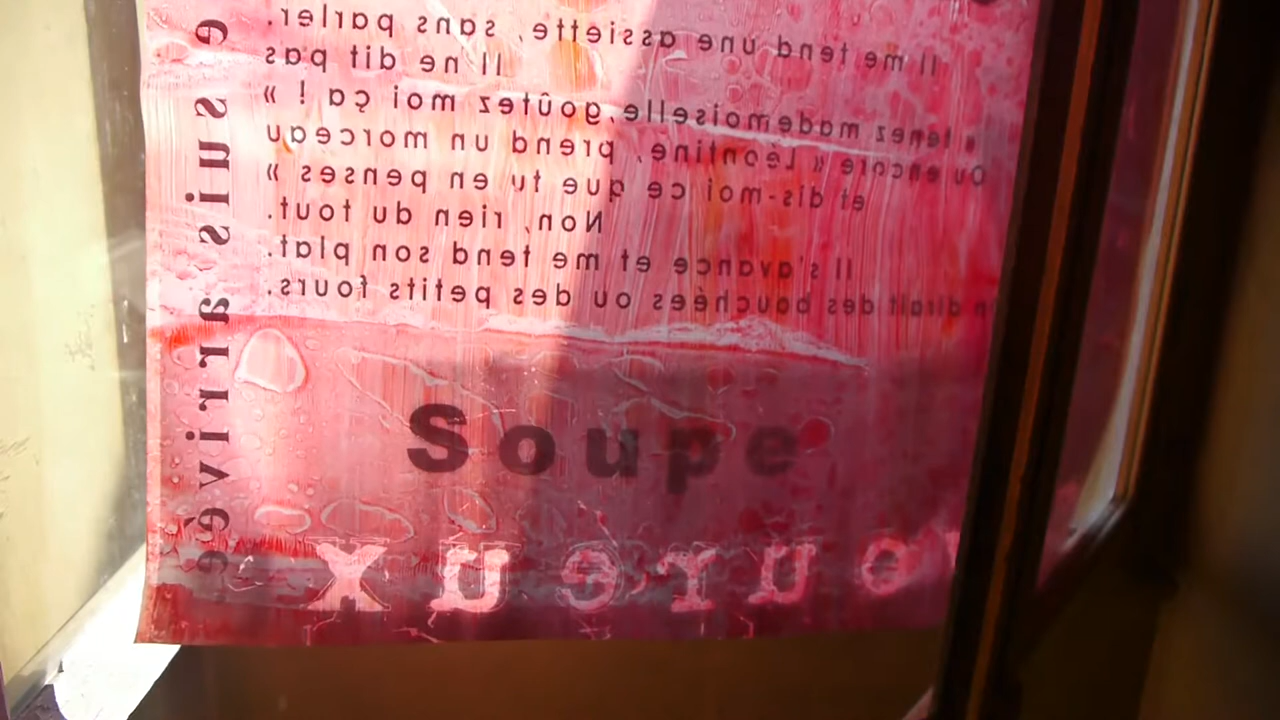 Il me tend une assiette, sans parler.
Il ne dit pas
« tenez mademoiselle, goûtez moi ça ! »
Ou encore « Léontine, prend un morceau
et dis-moi ce que tu en penses »
Non, rien du tout.
Il s'avance et me tend son plat.
dirait des bouchées ou des petits fours.
Soupe